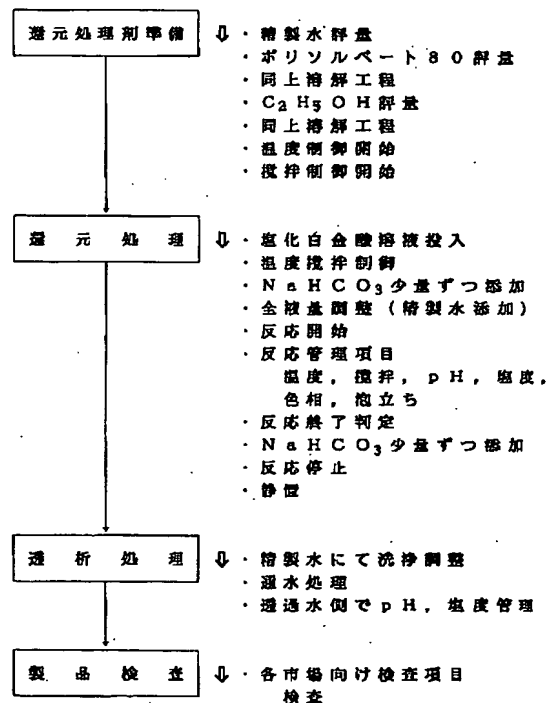 還元処理剤準備
⇩・精製水秤量
・ポリソルベート80秤量
・同上溶解工程
・C2H5OH秤量
・同上溶解工程
・温度制御開始
・攪拌制御開始
還元処理
⇩・塩化白金酸溶液投入
・温度攪拌制御
・NaHCO3少量ずつ添加
・全液量調整(精製水添加)
・反応開始
・反応管理項目
温度,攪拌,pH,塩度,
色相,泡立ち
・反応終了判定
・NaHCO3少量ずつ添加
・反応停止
・静置
透析処理
⇩・精製水にて洗浄調整
・通水処理
・透過水側でpH,塩度管理
製品検査
⇩・各市場向け検査項目
検査